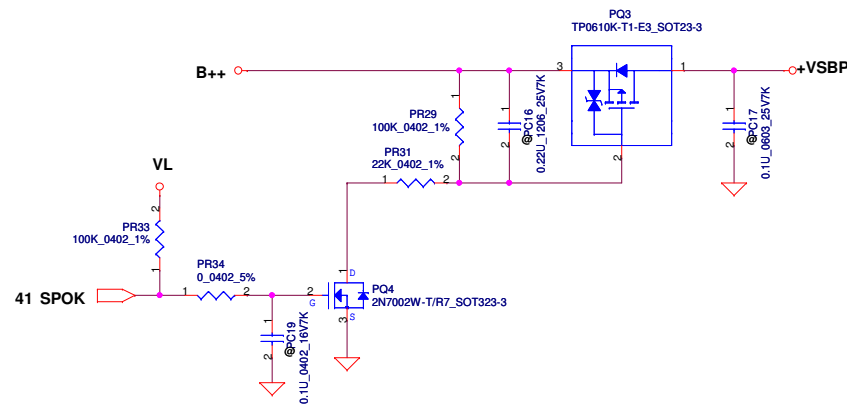 PQ3
TP0610K-T1-E3_SOT23-3
B++
3
1
+VSBP
1
PR29
100K_0402_1%
2
1
2
@PC16
0.22U_1206_25V7K
2
1
2
@PC17
0.1U_0603_25V7K
PR31
22K_0402_1%
1
2
VL
2
PR33
100K_0402_1%
1
PR34
0_0402_5%
41 SPOK
1
2
2
G
1
D
S
3
PQ4
2N7002W-T/R7_SOT323-3
1
2
@PC19
0.1U_0402_16V7K